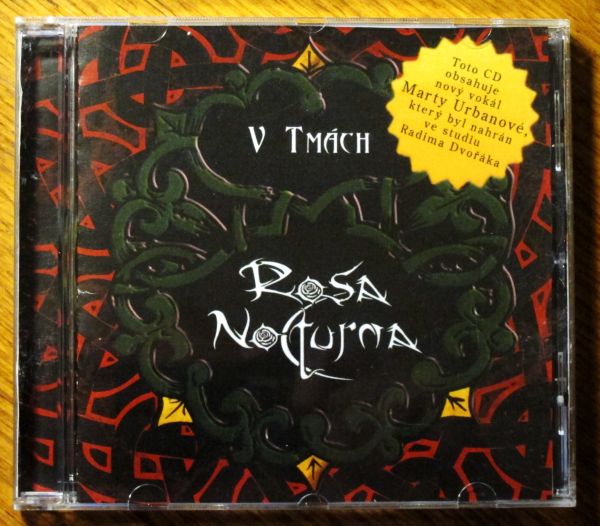 Toto CD
obsahuje
nový vokál
Marty Urbanové,
který byl nahrán
ve studiu
Radima Dvořáka
V Tmách
Rosa
Nocturna